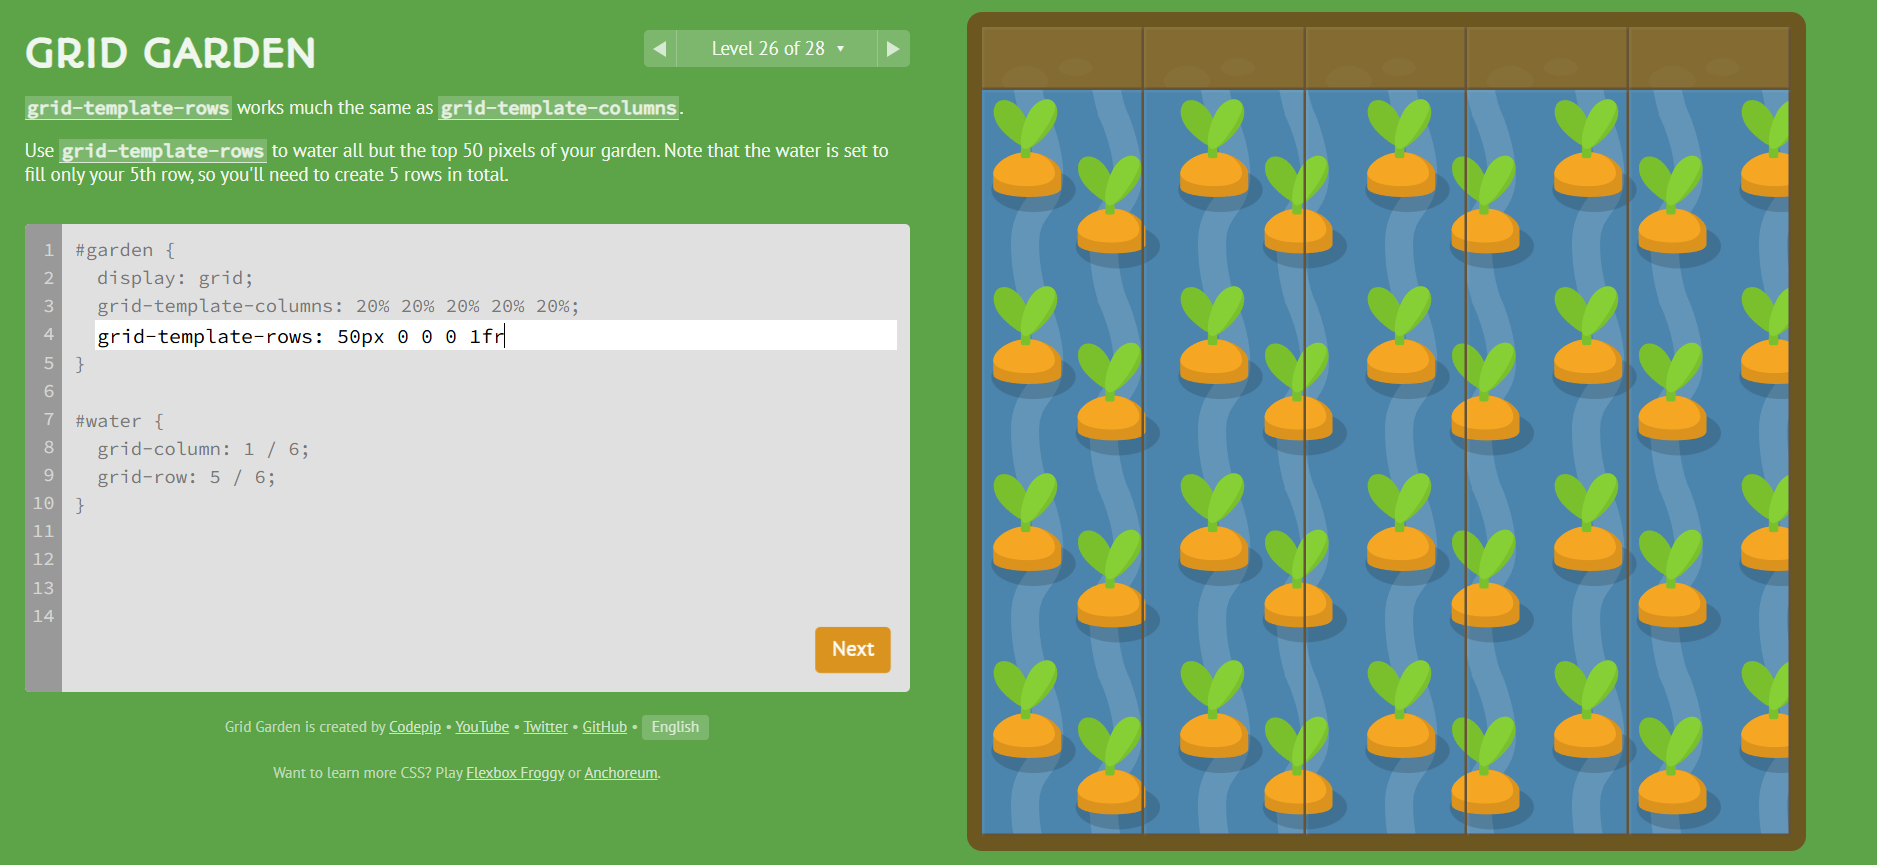 GRID GARDEN
◀ Level 26 of 28 ▾ ▶
grid-template-rows works much the same as grid-template-columns.
Use grid-template-rows to water all but the top 50 pixels of your garden. Note that the water is set to
fill only your 5th row, so you'll need to create 5 rows in total.
1 #garden {
2 display: grid;
3 grid-template-columns: 20% 20% 20% 20% 20%;
4 grid-template-rows: 50px 0 0 0 1fr
5 }
6
7 #water {
8 grid-column: 1 / 6;
9 grid-row: 5 / 6;
10 }
11
12
13
14
Next
Grid Garden is created by Codepip • YouTube • Twitter • GitHub • English
Want to learn more CSS? Play Flexbox Froggy or Anchoreum.